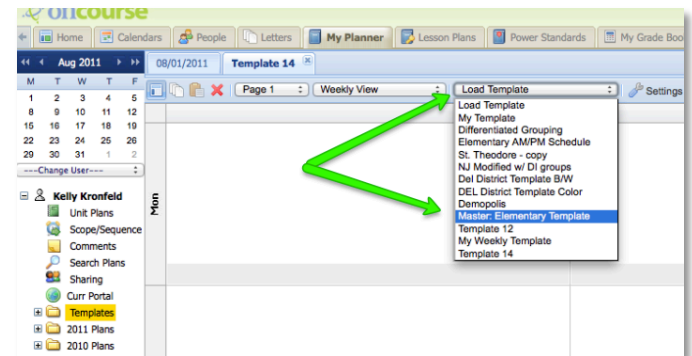 oncourse
Home Calendars People Letters My Planner Lesson Plans Power Standards My Grade Boo
Aug 2011 08/01/2011 Template 14
M T W T F
Page 1 Weekly View Load Template Settings
1 2 3 4 5
8 9 10 11 12
15 16 17 18 19
22 23 24 25 26
29 30 31 1 2
---Change User---
Load Template
My Template
Differentiated Grouping
Elementary AM/PM Schedule
St. Theodore - copy
NJ Modified w/ DI groups
Del District Template B/W
DEL District Template Color
Demopolis
Master: Elementary Template
Template 12
My Weekly Template
Template 14
Mon
Kelly Kronfeld
Unit Plans
Scope/Sequence
Comments
Search Plans
Sharing
Curr Portal
Templates
2011 Plans
2010 Plans